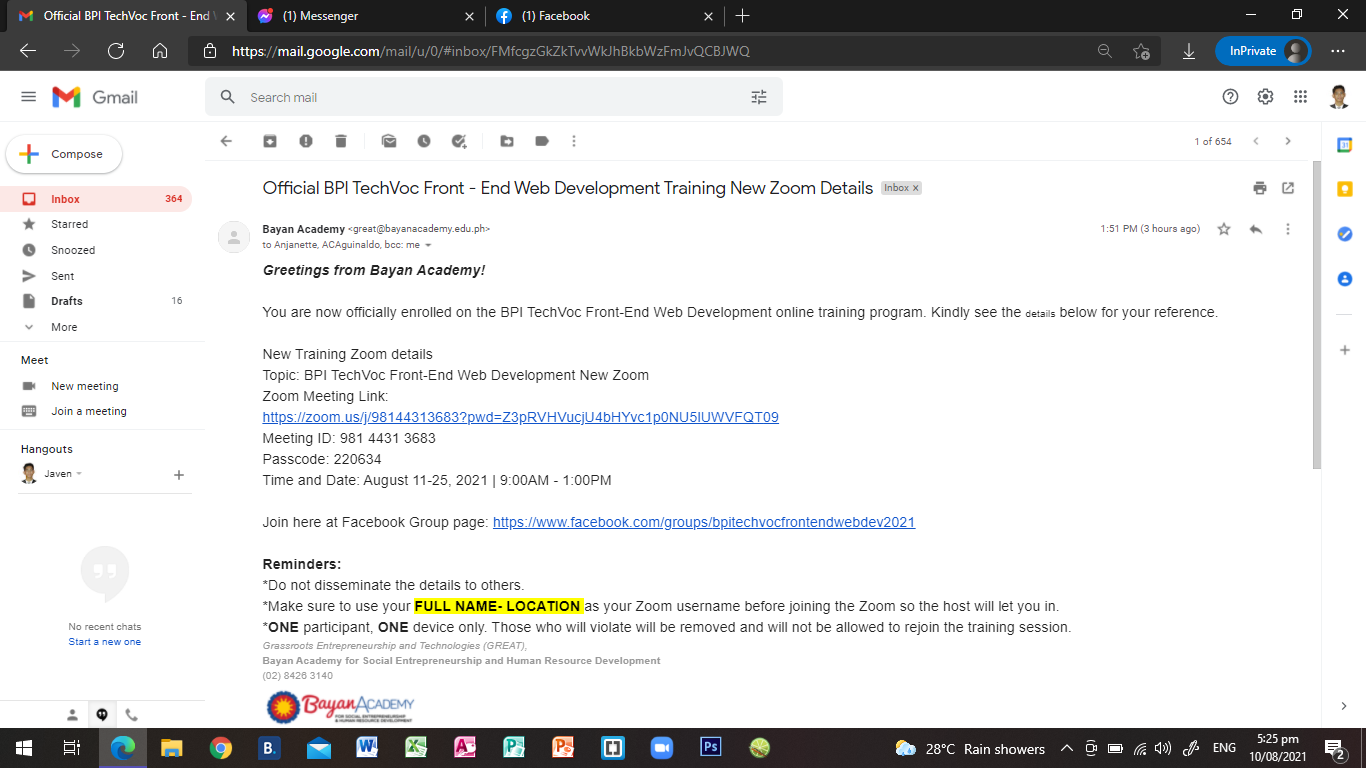 Official BPI TechVoc Front - End W
(1) Messenger
(1) Facebook
https://mail.google.com/mail/u/0/#inbox/FMfcgzGkZkTvvWkJhBkbWzFmJvQCBJWQ
InPrivate
Gmail
Search mail
Compose
1 of 654
Inbox 364
Starred
Snoozed
Sent
Drafts 16
More
Meet
New meeting
Join a meeting
Hangouts
Javen
No recent chats
Start a new one
Official BPI TechVoc Front - End Web Development Training New Zoom Details Inbox x
Bayan Academy <great@bayanacademy.edu.ph> 1:51 PM (3 hours ago)
to Anjanette, ACAguinaldo, bcc: me
Greetings from Bayan Academy!
You are now officially enrolled on the BPI TechVoc Front-End Web Development online training program. Kindly see the details below for your reference.
New Training Zoom details
Topic: BPI TechVoc Front-End Web Development New Zoom
Zoom Meeting Link:
https://zoom.us/j/98144313683?pwd=Z3pRVHVucjU4bHYvc1p0NU5IUWVFQT09
Meeting ID: 981 4431 3683
Passcode: 220634
Time and Date: August 11-25, 2021 | 9:00AM - 1:00PM
Join here at Facebook Group page: https://www.facebook.com/groups/bpitechvocfrontendwebdev2021
Reminders:
*Do not disseminate the details to others.
*Make sure to use your FULL NAME- LOCATION as your Zoom username before joining the Zoom so the host will let you in.
*ONE participant, ONE device only. Those who will violate will be removed and will not be allowed to rejoin the training session.
Grassroots Entrepreneurship and Technologies (GREAT),
Bayan Academy for Social Entrepreneurship and Human Resource Development
(02) 8426 3140
BayanAcademy
FOR SOCIAL ENTREPRENEURSHIP
& HUMAN RESOURCE DEVELOPMENT
28°C Rain showers
ENG
5:25 pm
10/08/2021
2